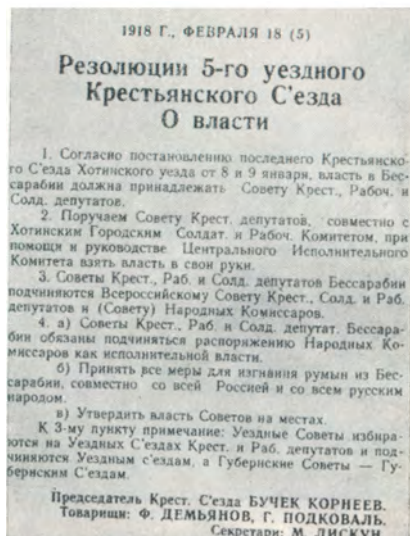 1918 Г., ФЕВРАЛЯ 18 (5)
Резолюции 5-го уездного
Крестьянского С'езда
О власти
1. Согласно постановлению последнего Крестьянско-
го С'езда Хотинского уезда от 8 и 9 января, власть в Бес-
сарабии должна принадлежать Совету Крест., Рабоч. и
Солд. депутатов.
2. Поручаем Совету Крест. депутатов, совместно с
Хотинским Городским Солдат. и Рабоч. Комитетом, при
помощи и руководстве Центрального Исполнительного
Комитета взять власть в свои руки.
3. Советы Крест., Раб. и Солд. депутатов Бессарабии
подчиняются Всероссийскому Совету Крест., Солд. и Раб.
депутатов и (Совету) Народных Комиссаров.
4. а) Советы Крест., Раб. и Солд. депутат. Бессара-
бии обязаны подчиняться распоряжению Народных Ко-
миссаров как исполнительной власти.
б) Принять все меры для изгнания румын из Бес-
сарабии, совместно со всей Россией и со всем русским
народом.
в) Утвердить власть Советов на местах.
К 3-му пункту примечание: Уездные Советы избира-
ются на Уездных С'ездах Крест. и Раб. депутатов и под-
чиняются Уездным с'ездам, а Губернские Советы — Гу-
бернским С'ездам.
Председатель Крест. С'езда БУЧЕК КОРНЕЕВ.
Товарищи: Ф. ДЕМЬЯНОВ, Г. ПОДКОВАЛЬ.
Секретари: М. ЛИСКУН.